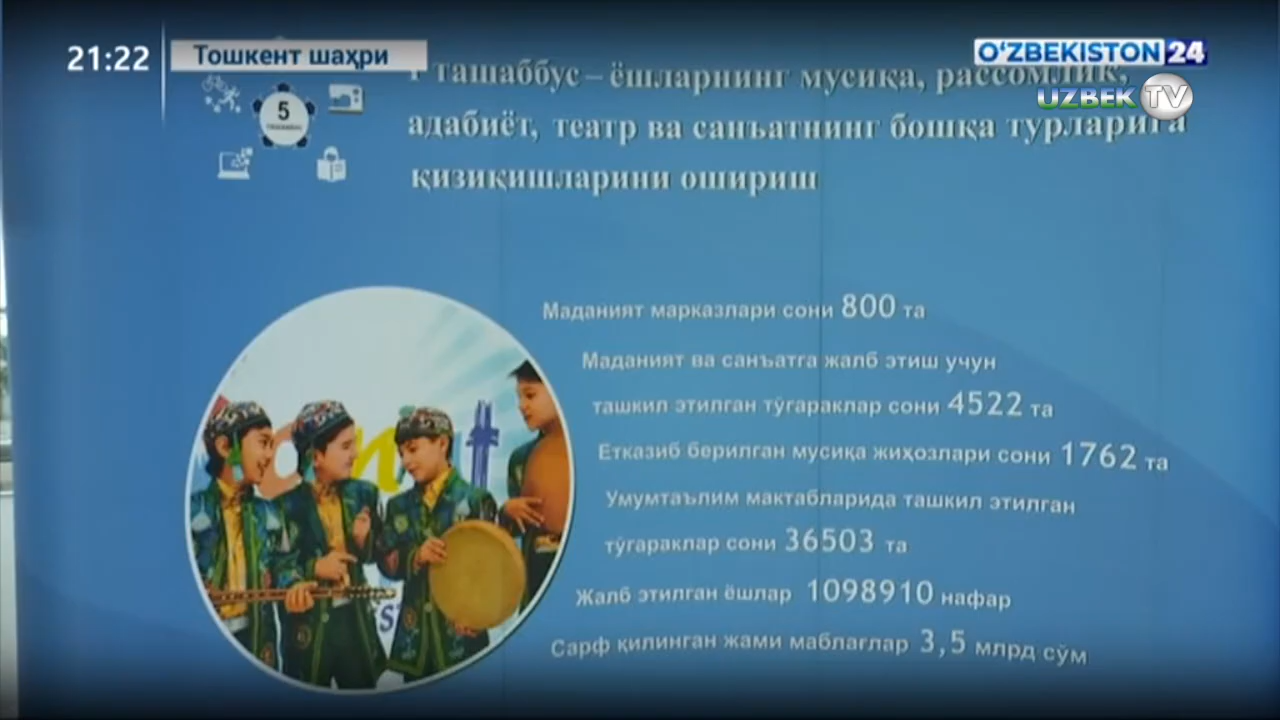 21:22
Тошкент шаҳри
O‘ZBEKISTON 24
UZBEK TV
5
ташаббус – ёшларнинг мусиқа, рассомлик,
адабиёт, театр ва санъатнинг бошқа турларига
қизиқишларини ошириш
Маданият марказлари сони 800 та
Маданият ва санъатга жалб этиш учун
ташкил этилган тўгараклар сони 4522 та
Етказиб берилган мусиқа жиҳозлари сони 1762 та
Умумтаълим мактабларида ташкил этилган
тўгараклар сони 36503 та
Жалб этилган ёшлар 1098910 нафар
Сарф қилинган жами маблағлар 3,5 млрд сўм